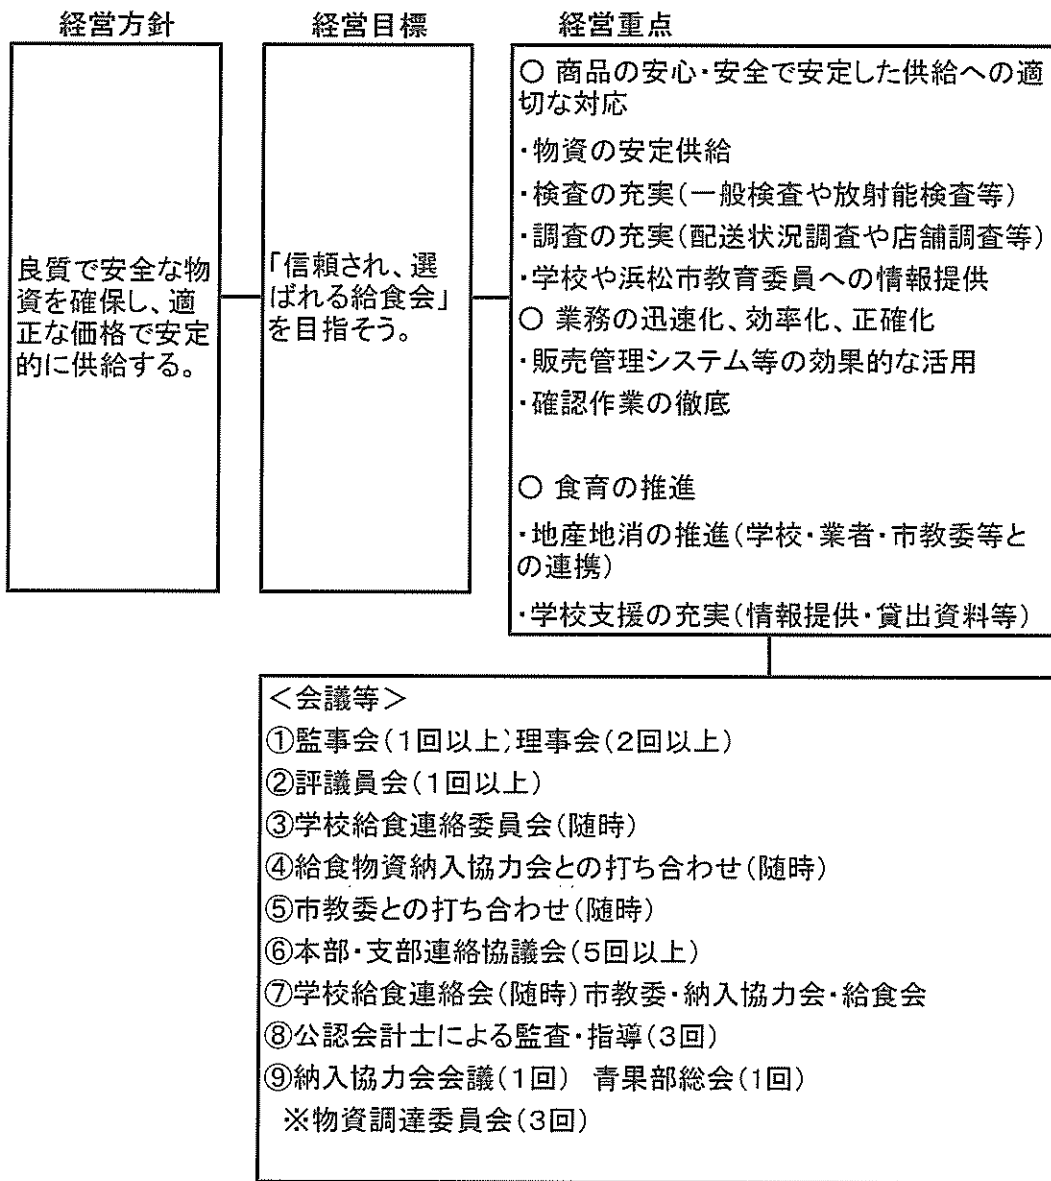 経営方針
経営目標
経営重点
良質で安全な物
資を確保し、適
正な価格で安定
的に供給する。
「信頼され、選
ばれる給食会」
を目指そう。
○ 商品の安心・安全で安定した供給への適
切な対応
・物資の安定供給
・検査の充実(一般検査や放射能検査等)
・調査の充実(配送状況調査や店舗調査等)
・学校や浜松市教育委員への情報提供
○ 業務の迅速化、効率化、正確化
・販売管理システム等の効果的な活用
・確認作業の徹底
○ 食育の推進
・地産地消の推進(学校・業者・市教委等と
の連携)
・学校支援の充実(情報提供・貸出資料等)
<会議等>
①監事会(1回以上)理事会(2回以上)
②評議員会(1回以上)
③学校給食連絡委員会(随時)
④給食物資納入協力会との打ち合わせ(随時)
⑤市教委との打ち合わせ(随時)
⑥本部・支部連絡協議会(5回以上)
⑦学校給食連絡会(随時)市教委・納入協力会・給食会
⑧公認会計士による監査・指導(3回)
⑨納入協力会会議(1回) 青果部総会(1回)
※物資調達委員会(3回)